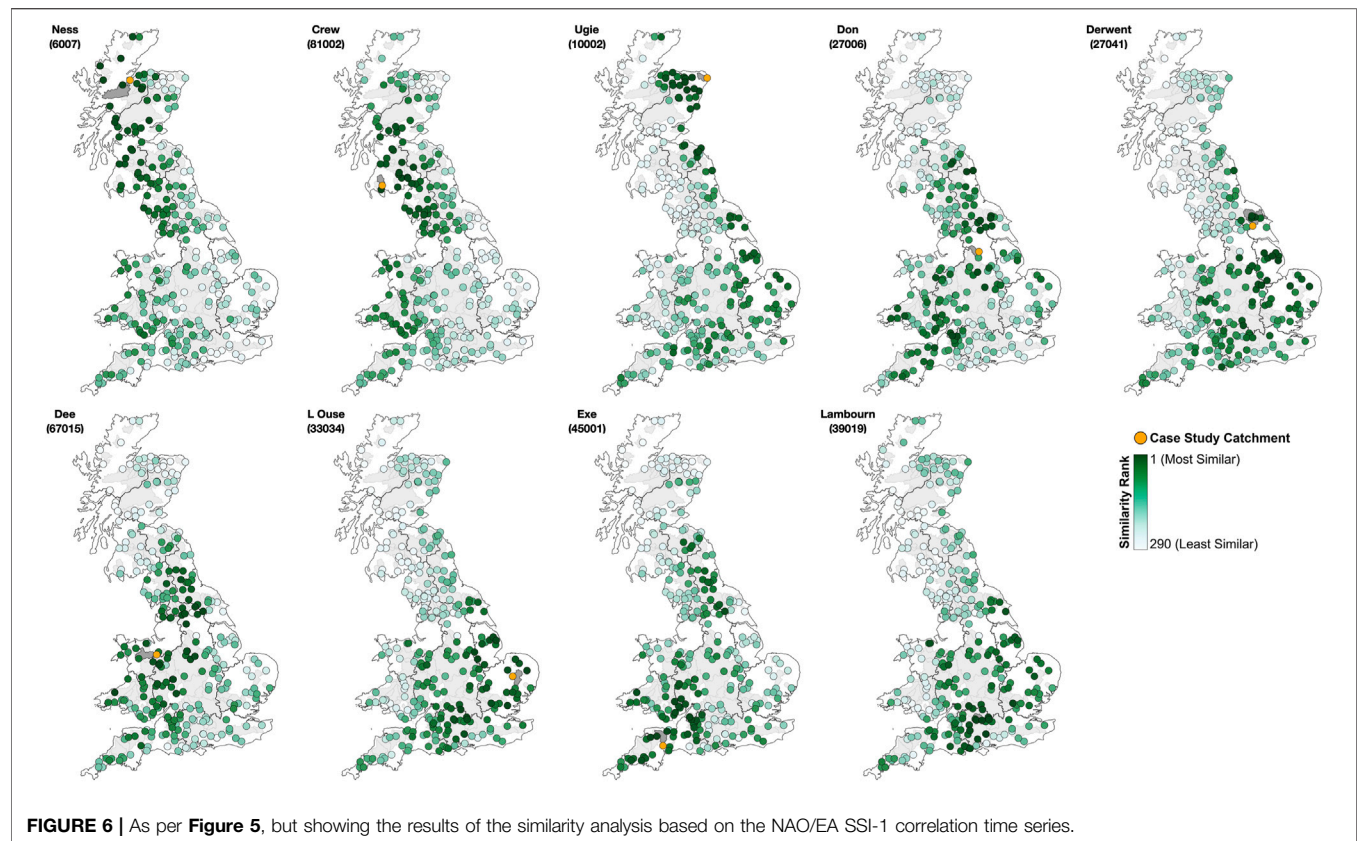 Ness
(6007)
Crew
(81002)
Ugie
(10002)
Don
(27006)
Derwent
(27041)
Dee
(67015)
L Ouse
(33034)
Exe
(45001)
Lambourn
(39019)
Case Study Catchment
Similarity Rank
1 (Most Similar)
290 (Least Similar)
FIGURE 6 | As per Figure 5, but showing the results of the similarity analysis based on the NAO/EA SSI-1 correlation time series.